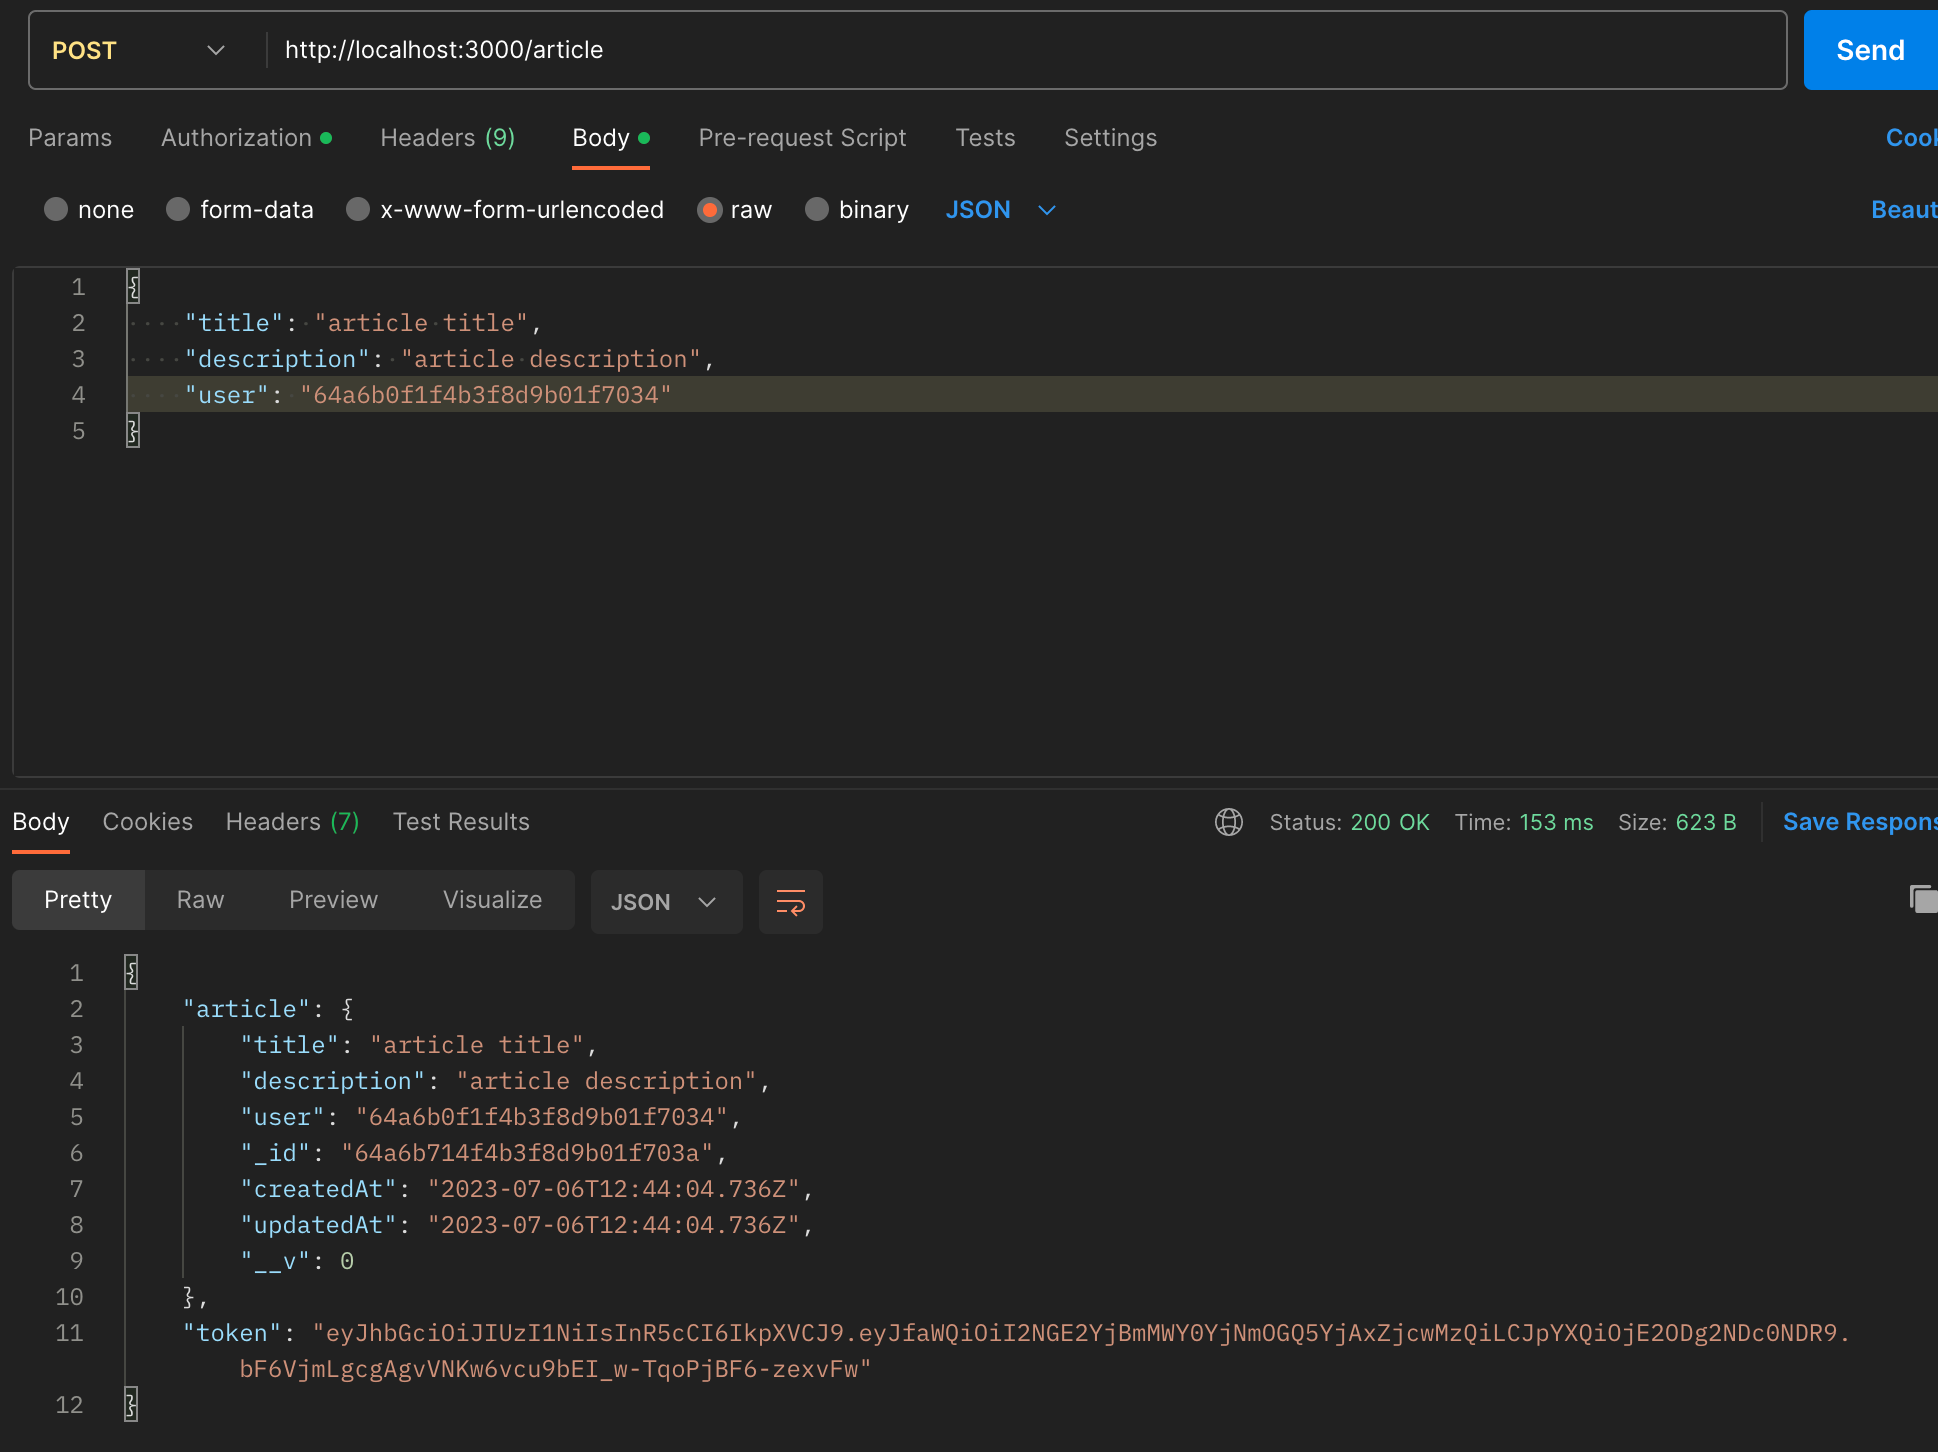 POST http://localhost:3000/article Send
Params Authorization Headers (9) Body Pre-request Script Tests Settings Cook
none form-data x-www-form-urlencoded raw binary JSON Beaut
1 {
2 "title": "article title",
3 "description": "article description",
4 "user": "64a6b0f1f4b3f8d9b01f7034"
5 }
Body Cookies Headers (7) Test Results Status: 200 OK Time: 153 ms Size: 623 B Save Respons
Pretty Raw Preview Visualize JSON
1 {
2 "article": {
3 "title": "article title",
4 "description": "article description",
5 "user": "64a6b0f1f4b3f8d9b01f7034",
6 "_id": "64a6b714f4b3f8d9b01f703a",
7 "createdAt": "2023-07-06T12:44:04.736Z",
8 "updatedAt": "2023-07-06T12:44:04.736Z",
9 "__v": 0
10 },
11 "token": "eyJhbGciOiJIUzI1NiIsInR5cCI6IkpXVCJ9.eyJfaWQiOiI2NGE2YjBmMWY0YjNmOGQ5YjAxZjcwMzQiLCJpYXQiOjE2ODg2NDc0NDR9.
bF6VjmLgcgAgvVNKw6vcu9bEI_w-TqoPjBF6-zexvFw"
12 }